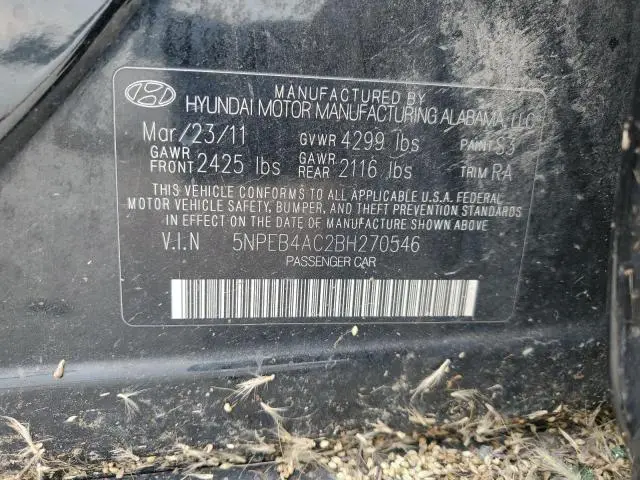 MANUFACTURED BY
HYUNDAI MOTOR MANUFACTURING ALABAMA, LLC
Mar/23/11 GVWR 4299 lbs PAINT S3
GAWR FRONT 2425 lbs GAWR REAR 2116 lbs TRIM RA
THIS VEHICLE CONFORMS TO ALL APPLICABLE U.S.A. FEDERAL
MOTOR VEHICLE SAFETY, BUMPER, AND THEFT PREVENTION STANDARDS
IN EFFECT ON THE DATE OF MANUFACTURE SHOWN ABOVE
V.I.N 5NPEB4AC2BH270546
PASSENGER CAR